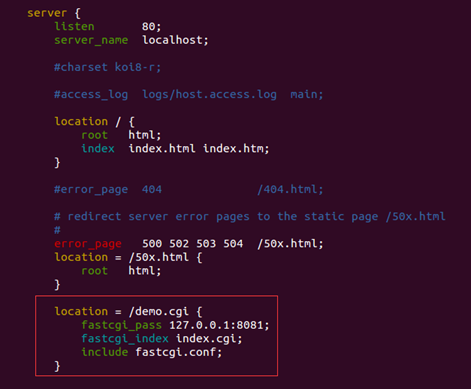 server {
listen 80;
server_name localhost;
#charset koi8-r;
#access_log logs/host.access.log main;
location / {
root html;
index index.html index.htm;
}
#error_page 404 /404.html;
# redirect server error pages to the static page /50x.html
#
error_page 500 502 503 504 /50x.html;
location = /50x.html {
root html;
}
location = /demo.cgi {
fastcgi_pass 127.0.0.1:8081;
fastcgi_index index.cgi;
include fastcgi.conf;
}